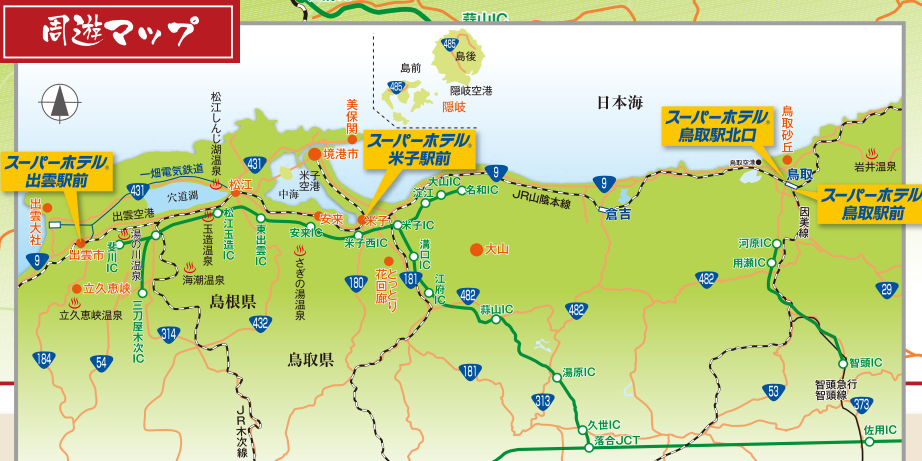 周遊マップ
蒜山IC
485
島後
島前
485
隠岐空港
隠岐
日本海
スーパーホテル®
鳥取駅北口
鳥取砂丘
美保関
松江しんじ湖温泉
スーパーホテル®
米子駅前
境港市
スーパーホテル®
出雲駅前
一畑電気鉄道
431
431
米子空港
中海
穴道湖
松江
大山IC
名和IC
淀江IC
9
9
JR山陰本線
倉吉
鳥取空港
鳥取
岩井温泉
スーパーホテル
鳥取駅前
因美線
出雲大社
出雲空港
出雲市
9
斐川IC
湯の川温泉
玉造温泉
松江玉造IC
東出雲IC
安来
安来IC
米子
米子IC
米子西IC
溝口IC
大山
河原IC
用瀬IC
海潮温泉
さぎの湯温泉
とっとり
花回廊
180
181
江府IC
482
482
482
29
立久恵峡
立久恵峡温泉
三刀屋木次IC
島根県
432
314
蒜山IC
鳥取県
184
54
181
湯原IC
313
53
智頭IC
智頭急行
智頭線
373
JR木次線
久世IC
落合JCT
佐用IC